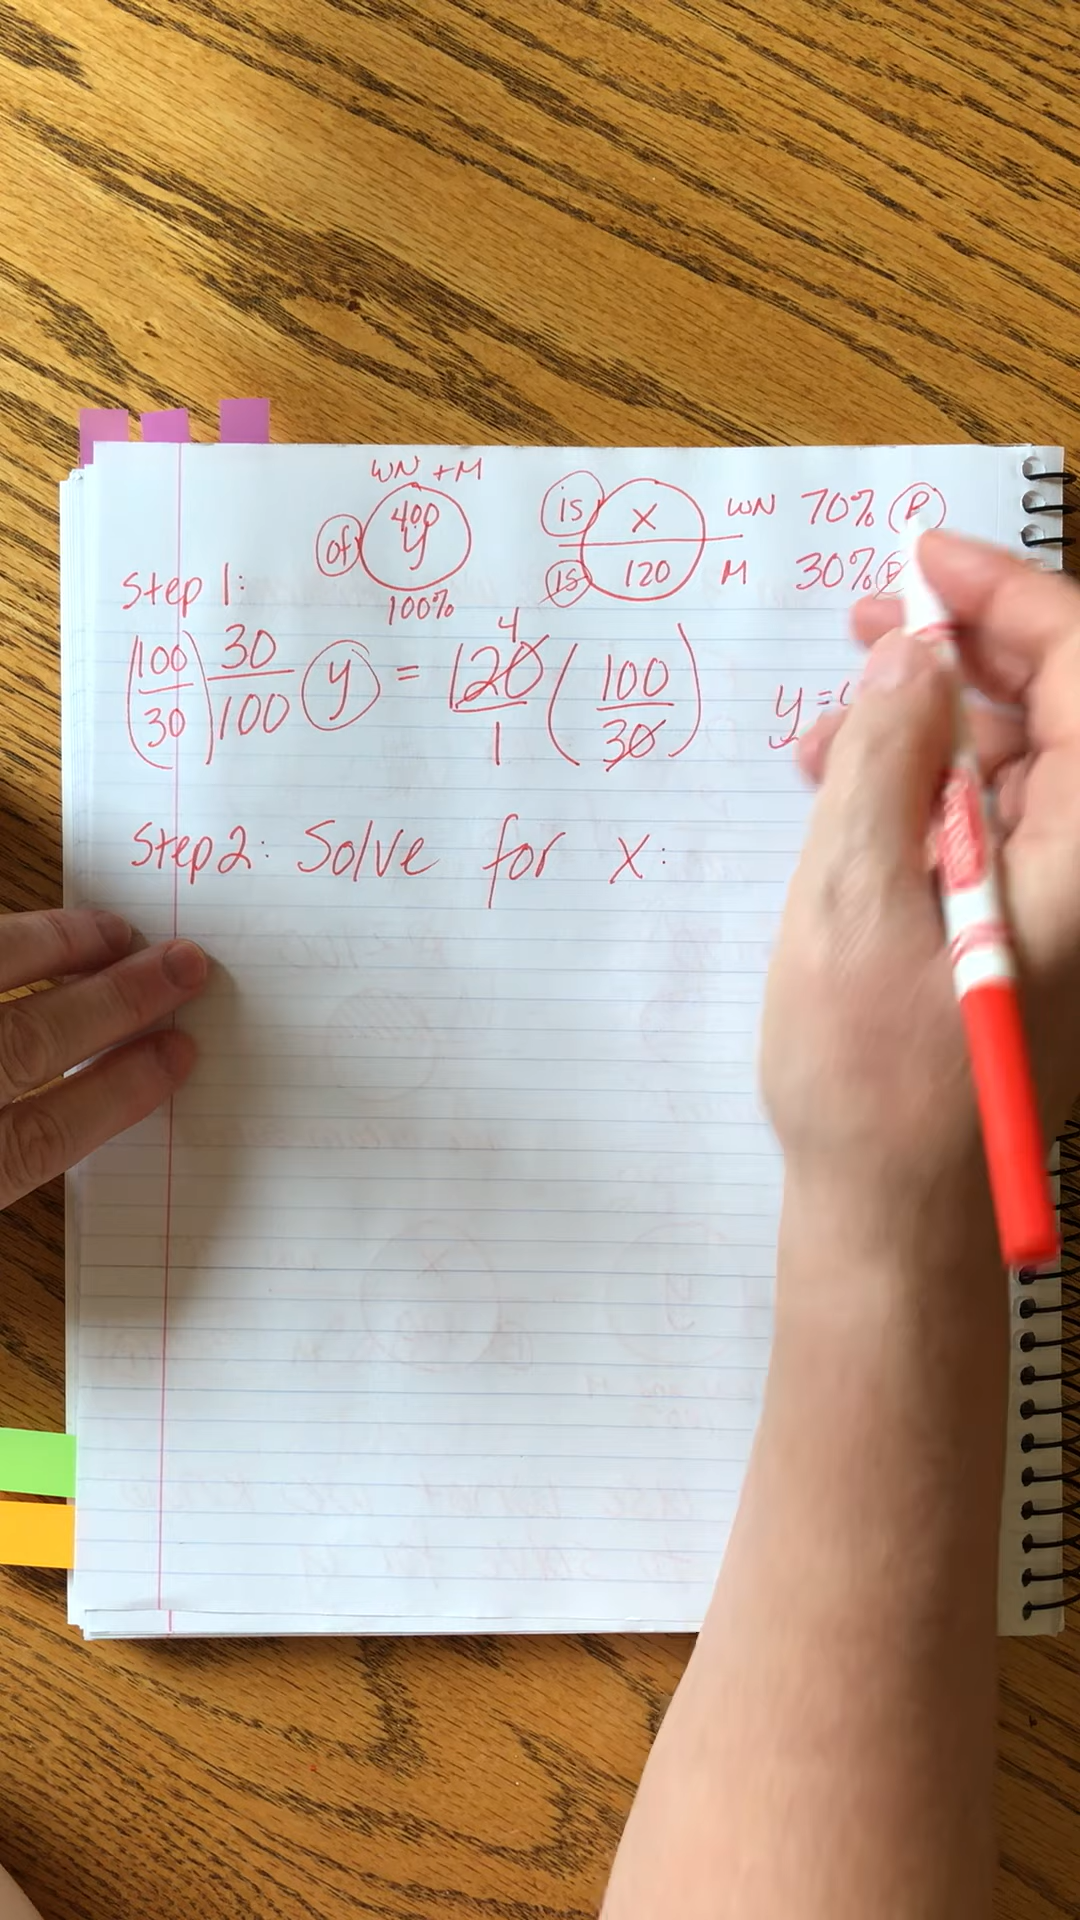 WN + M
of 400 y 100%
is x WN 70% P
is 120 M 30% P
Step 1:
(100/30) 30/100 y = 120/1 (100/30) 4 y =
Step 2: Solve for x: